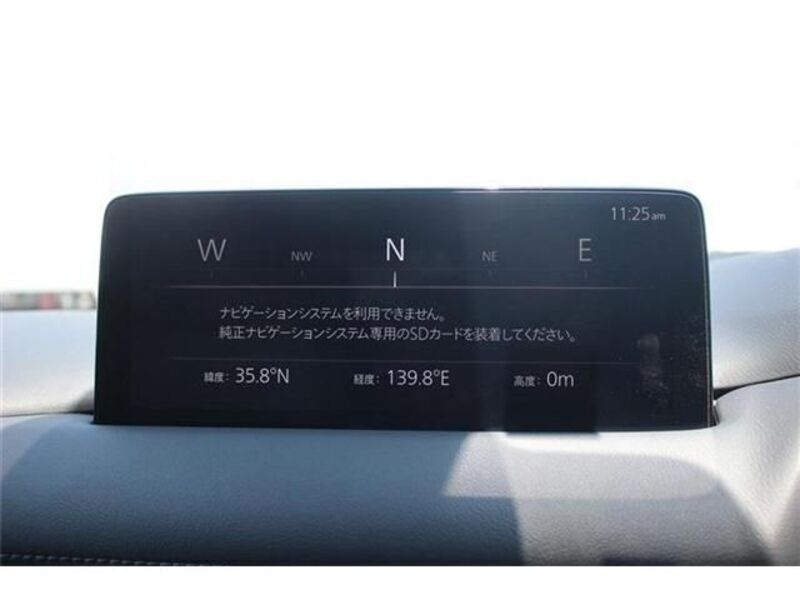 11:25am
W NW N NE E
ナビゲーションシステムを利用できません。
純正ナビゲーションシステム専用のSDカードを装着してください。
緯度: 35.8°N 経度: 139.8°E 高度: 0m